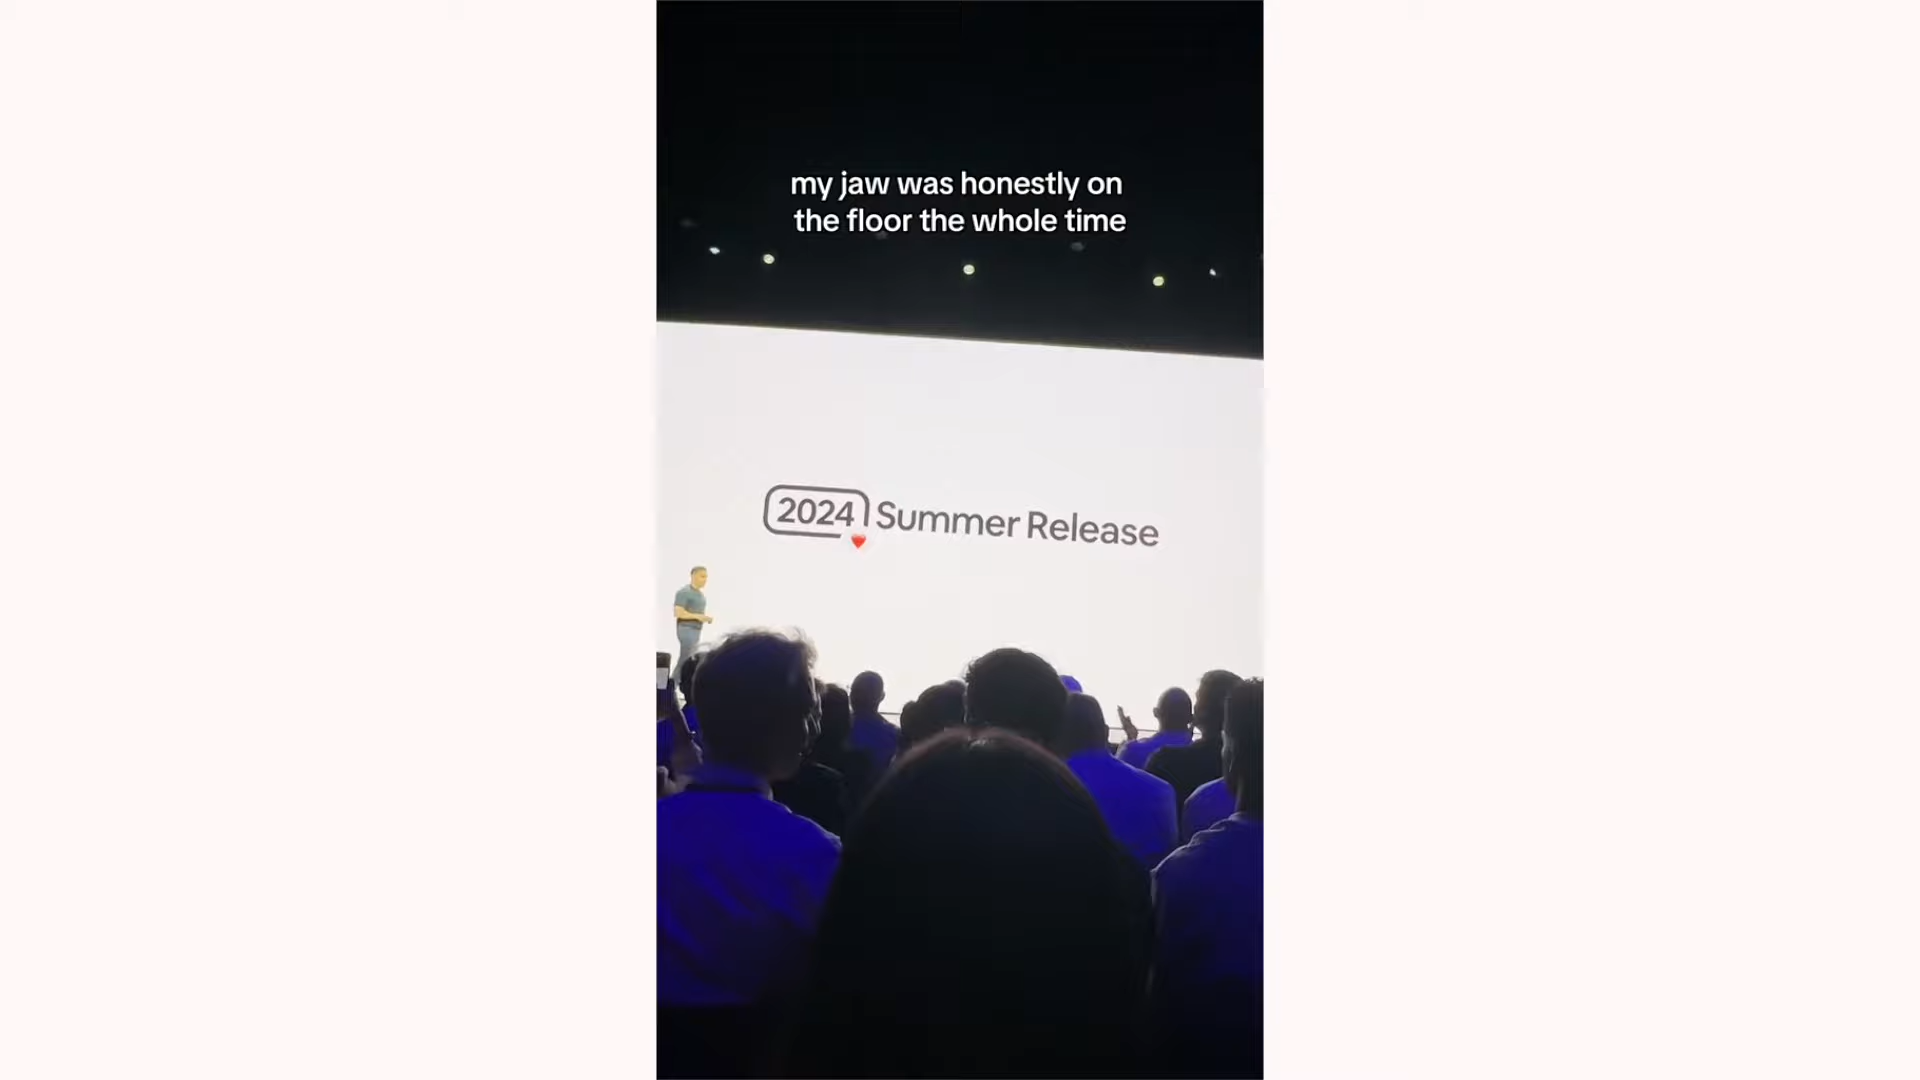 my jaw was honestly on
the floor the whole time
2024 Summer Release